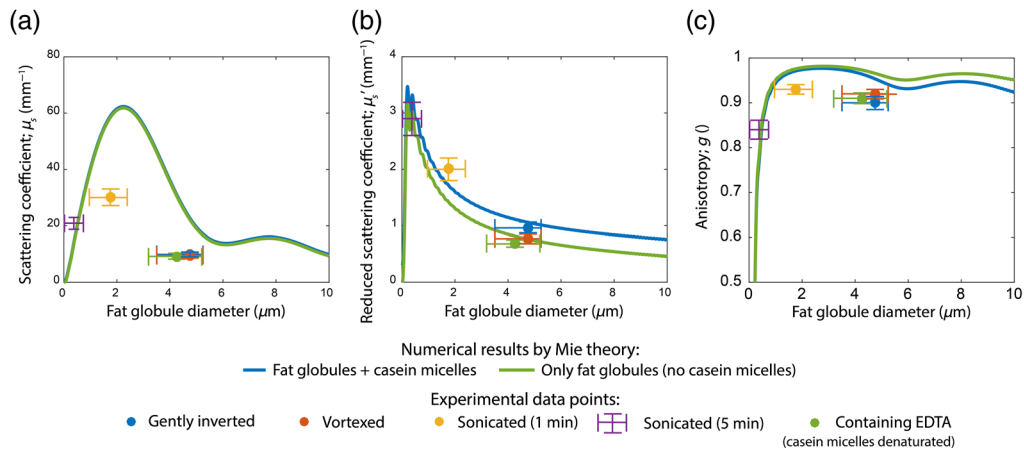 (a)
Scattering coefficient; μs (mm−1)
80
60
40
20
0
0
2
4
6
8
10
Fat globule diameter (μm)
(b)
Reduced scattering coefficient; μs′ (mm−1)
4
3
2
1
0
0
2
4
6
8
10
Fat globule diameter (μm)
(c)
Anisotropy; g ()
1
0.9
0.8
0.7
0.6
0.5
0
2
4
6
8
10
Fat globule diameter (μm)
Numerical results by Mie theory:
Fat globules + casein micelles
Only fat globules (no casein micelles)
Experimental data points:
Gently inverted
Vortexed
Sonicated (1 min)
Sonicated (5 min)
Containing EDTA
(casein micelles denaturated)